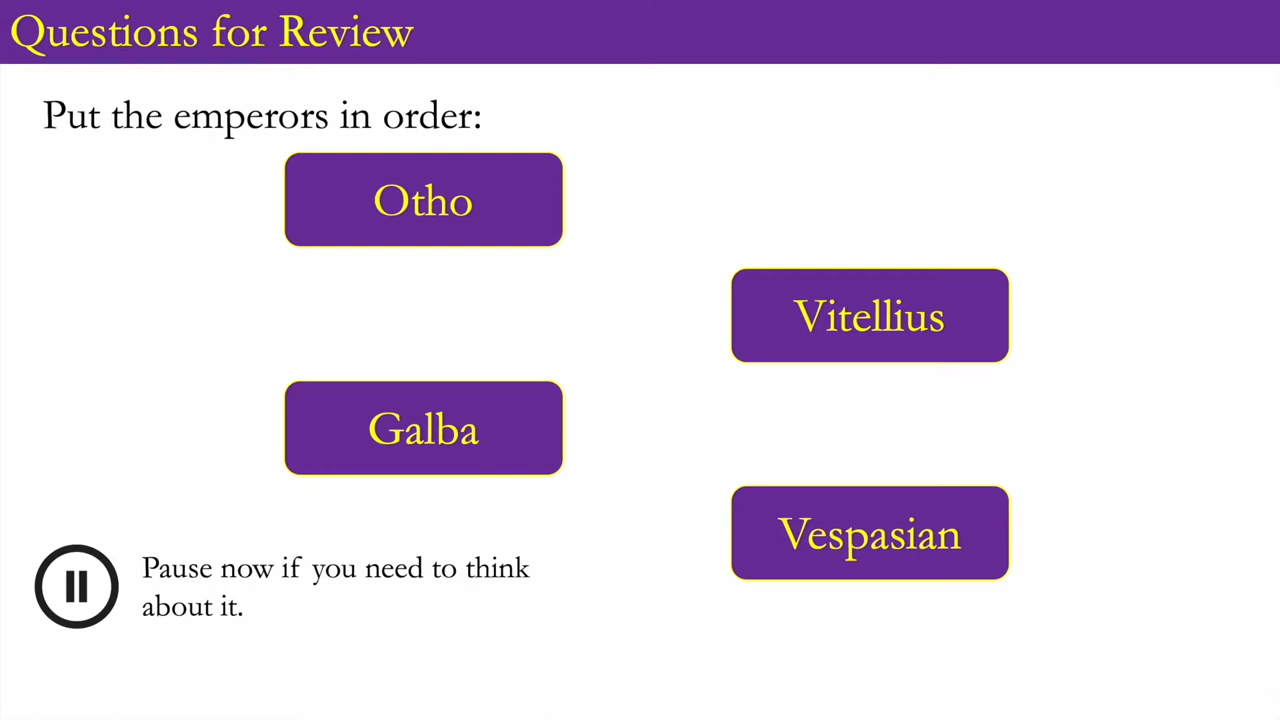 Questions for Review
Put the emperors in order:
Otho
Vitellius
Galba
Vespasian
Pause now if you need to think
about it.